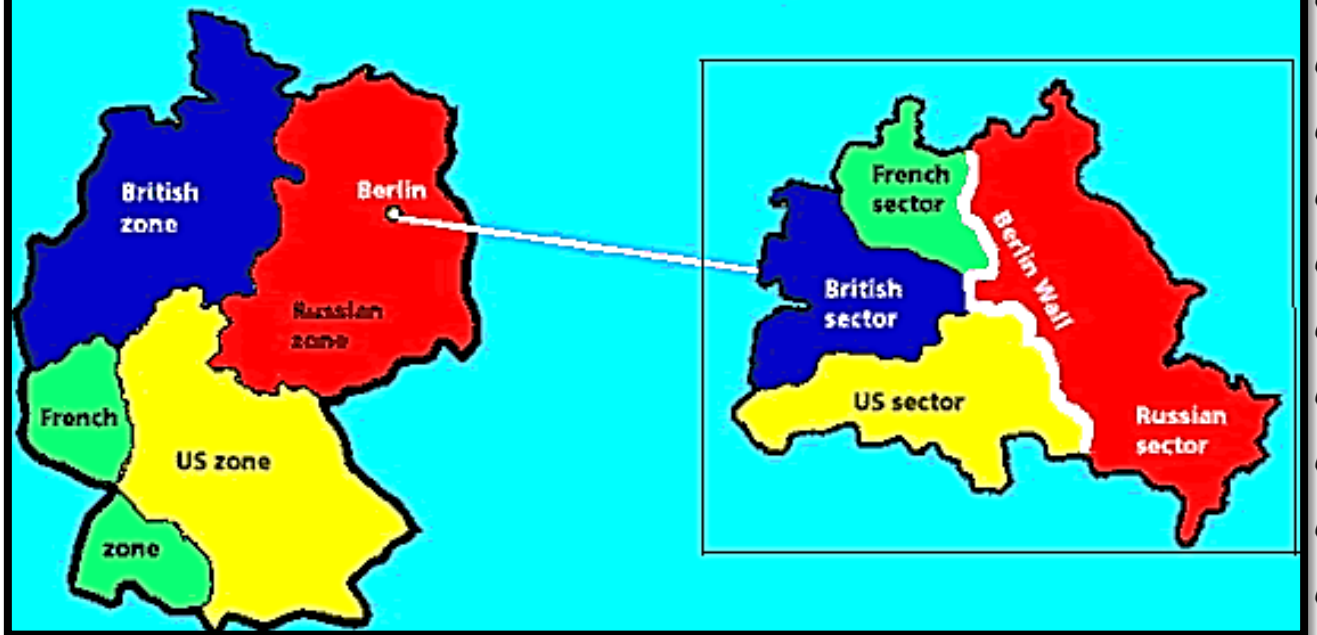 British
zone
Berlin
Russian
zone
French
US zone
zone
French
sector
Berlin Wall
British
sector
US sector
Russian
sector